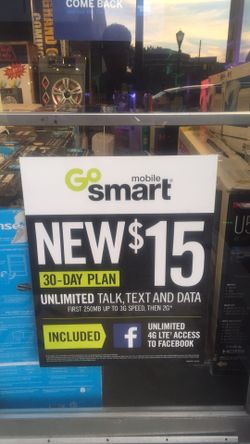 COME BACK
Go
mobile
smart
NEW $15
30-DAY PLAN
UNLIMITED TALK, TEXT AND DATA
FIRST 250MB UP TO 3G SPEED, THEN 2G*
INCLUDED
f
UNLIMITED
4G LTE† ACCESS
TO FACEBOOK